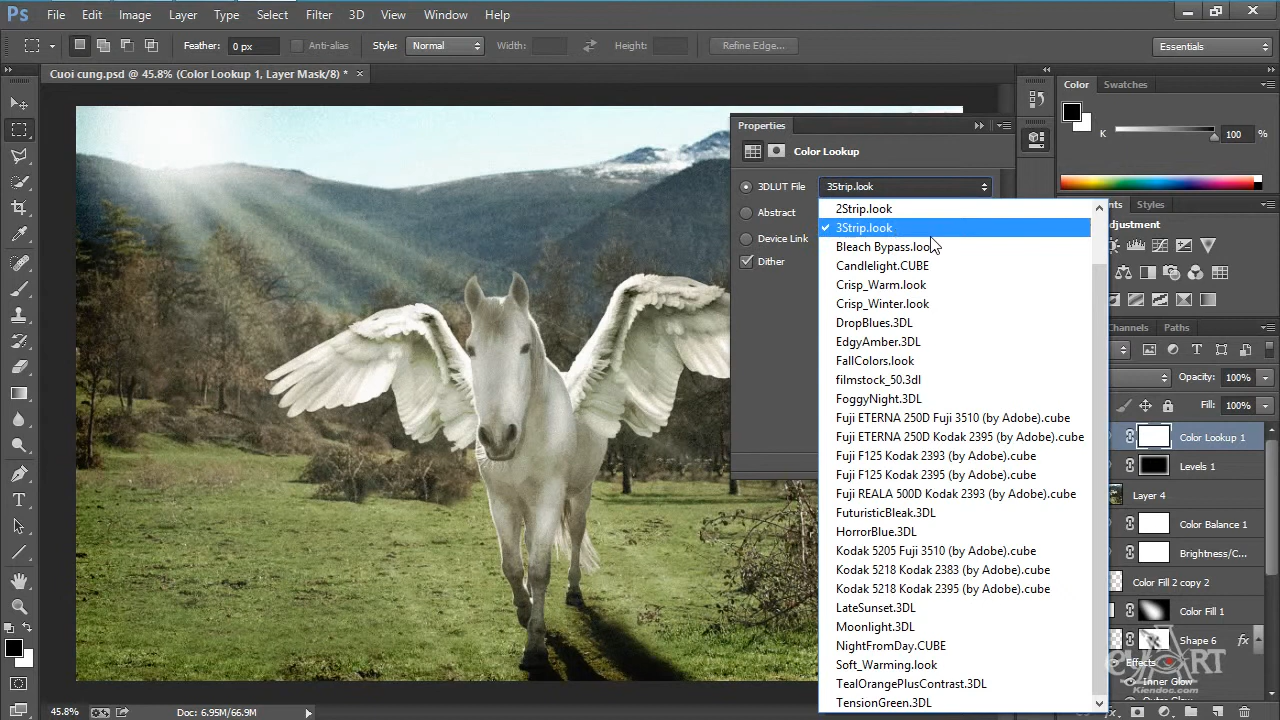 Ps File Edit Image Layer Type Select Filter 3D View Window Help
Feather: 0 px Anti-alias Style: Normal Width: Height: Refine Edge... Essentials
Cuoi cung.psd @ 45.8% (Color Lookup 1, Layer Mask/8) * ×
Color Swatches
K 100 %
Properties
Color Lookup
3DLUT File 3Strip.look
Abstract
Device Link
Dither
2Strip.look
3Strip.look
Bleach Bypass.look
Candlelight.CUBE
Crisp_Warm.look
Crisp_Winter.look
DropBlues.3DL
EdgyAmber.3DL
FallColors.look
filmstock_50.3dl
FoggyNight.3DL
Fuji ETERNA 250D Fuji 3510 (by Adobe).cube
Fuji ETERNA 250D Kodak 2395 (by Adobe).cube
Fuji F125 Kodak 2393 (by Adobe).cube
Fuji F125 Kodak 2395 (by Adobe).cube
Fuji REALA 500D Kodak 2393 (by Adobe).cube
FuturisticBleak.3DL
HorrorBlue.3DL
Kodak 5205 Fuji 3510 (by Adobe).cube
Kodak 5218 Kodak 2383 (by Adobe).cube
Kodak 5218 Kodak 2395 (by Adobe).cube
LateSunset.3DL
Moonlight.3DL
NightFromDay.CUBE
Soft_Warming.look
TealOrangePlusContrast.3DL
TensionGreen.3DL
ents Styles
djustment
hannels Paths
Opacity: 100%
Fill: 100%
Color Lookup 1
Levels 1
Layer 4
Color Balance 1
Brightness/C...
Color Fill 2 copy 2
Color Fill 1
Shape 6 fx
Effects
Inner Glow
Kiendoc.com
45.8% Doc: 6.95M/66.9M